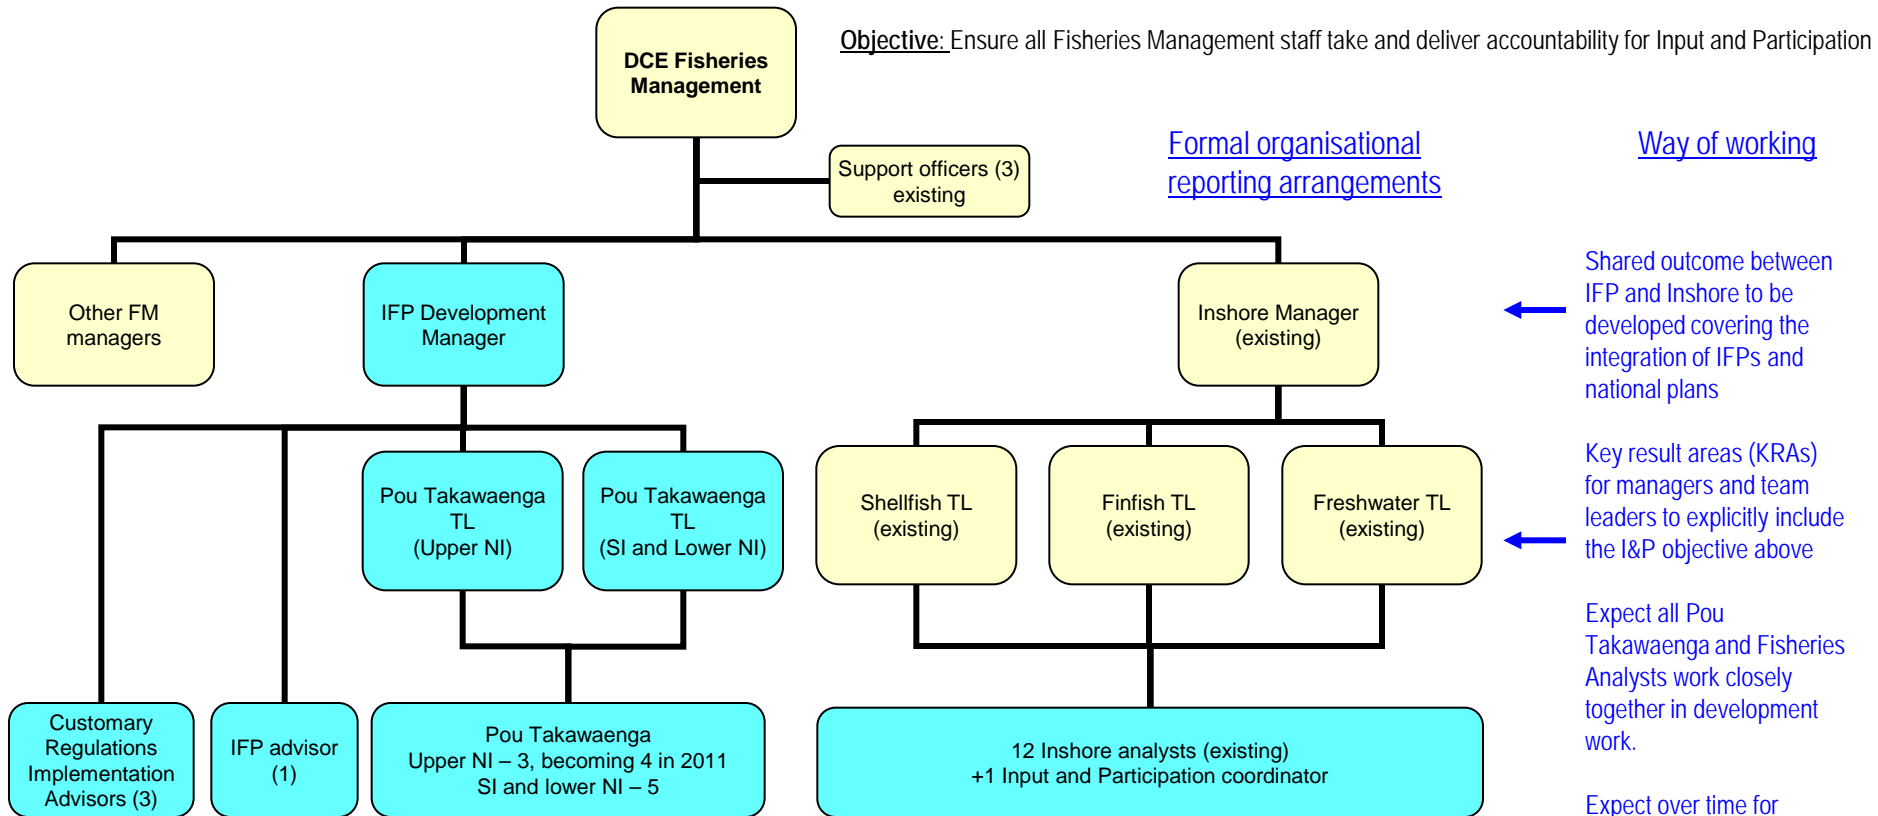 DCE Fisheries
Management
Objective: Ensure all Fisheries Management staff take and deliver accountability for Input and Participation
Support officers (3)
existing
Formal organisational
reporting arrangements
Way of working
Other FM
managers
IFP Development
Manager
Inshore Manager
(existing)
Shared outcome between
IFP and Inshore to be
developed covering the
integration of IFPs and
national plans
Pou Takawaenga
TL
(Upper NI)
Pou Takawaenga
TL
(SI and Lower NI)
Shellfish TL
(existing)
Finfish TL
(existing)
Freshwater TL
(existing)
Key result areas (KRAs)
for managers and team
leaders to explicitly include
the I&P objective above
Expect all Pou
Takawaenga and Fisheries
Analysts work closely
together in development
work.
Customary
Regulations
Implementation
Advisors (3)
IFP advisor
(1)
Pou Takawaenga
Upper NI – 3, becoming 4 in 2011
SI and lower NI – 5
12 Inshore analysts (existing)
+1 Input and Participation coordinator
Expect over time for